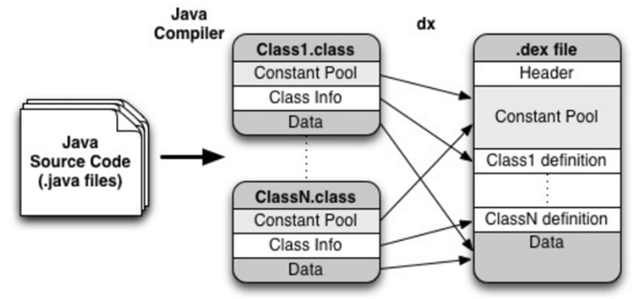 Java
Compiler
dx
Java
Source Code
(.java files)
Class1.class
Constant Pool
Class Info
Data
ClassN.class
Constant Pool
Class Info
Data
.dex file
Header
Constant Pool
Class1 definition
ClassN definition
Data